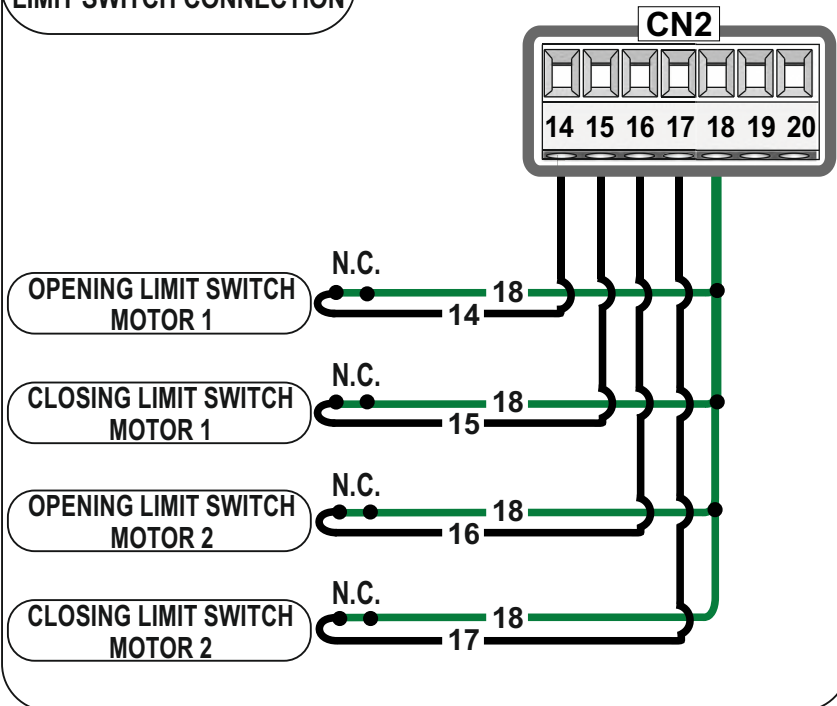 LIMIT SWITCH CONNECTION
CN2
14 15 16 17 18 19 20
N.C.
OPENING LIMIT SWITCH
MOTOR 1
18
14
N.C.
CLOSING LIMIT SWITCH
MOTOR 1
18
15
N.C.
OPENING LIMIT SWITCH
MOTOR 2
18
16
N.C.
CLOSING LIMIT SWITCH
MOTOR 2
18
17